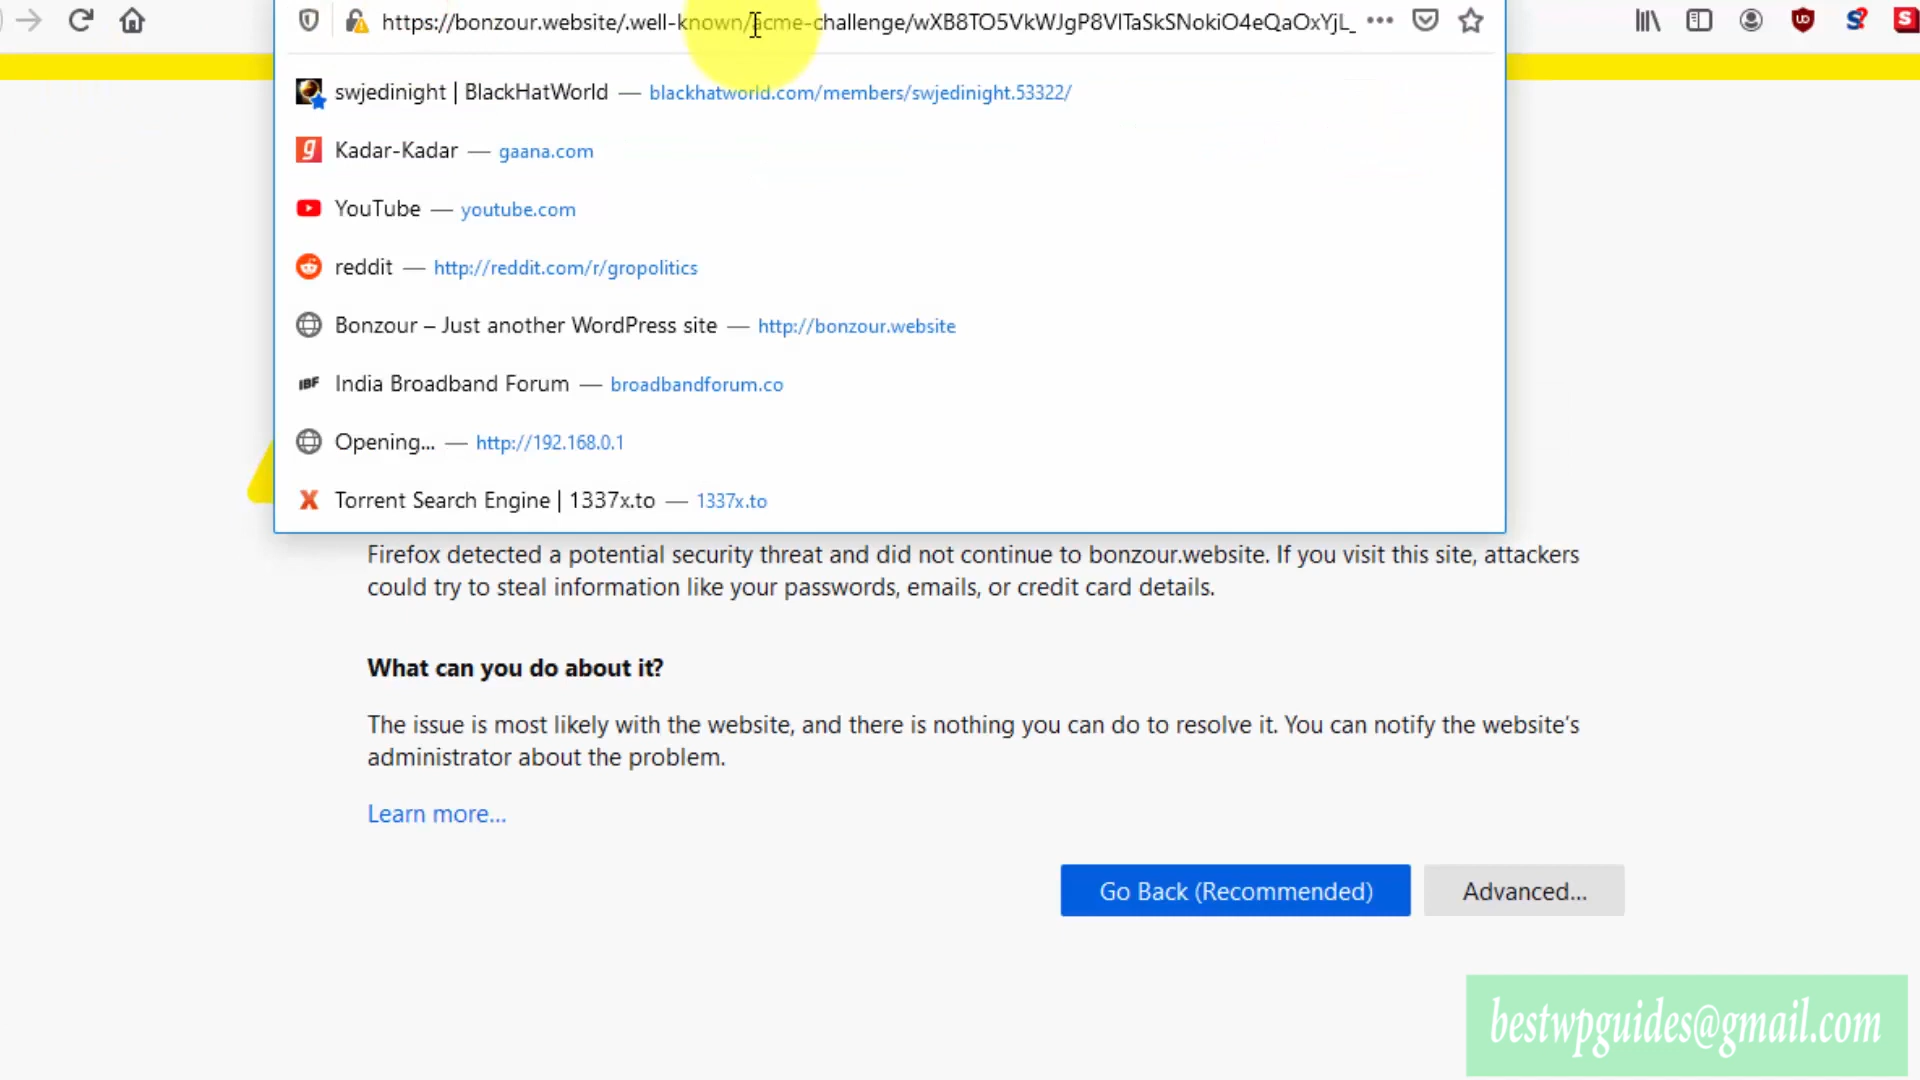 https://bonzour.website/.well-known/acme-challenge/wXB8TO5VkWJgP8VlTaSkSNokiO4eQaOxYjL_
swjedinight | BlackHatWorld — blackhatworld.com/members/swjedinight.53322/
g Kadar-Kadar — gaana.com
YouTube — youtube.com
reddit — http://reddit.com/r/gropolitics
Bonzour – Just another WordPress site — http://bonzour.website
IBF India Broadband Forum — broadbandforum.co
Opening... — http://192.168.0.1
X Torrent Search Engine | 1337x.to — 1337x.to
Firefox detected a potential security threat and did not continue to bonzour.website. If you visit this site, attackers
could try to steal information like your passwords, emails, or credit card details.
What can you do about it?
The issue is most likely with the website, and there is nothing you can do to resolve it. You can notify the website's
administrator about the problem.
Learn more...
Go Back (Recommended)
Advanced...
bestwpguides@gmail.com